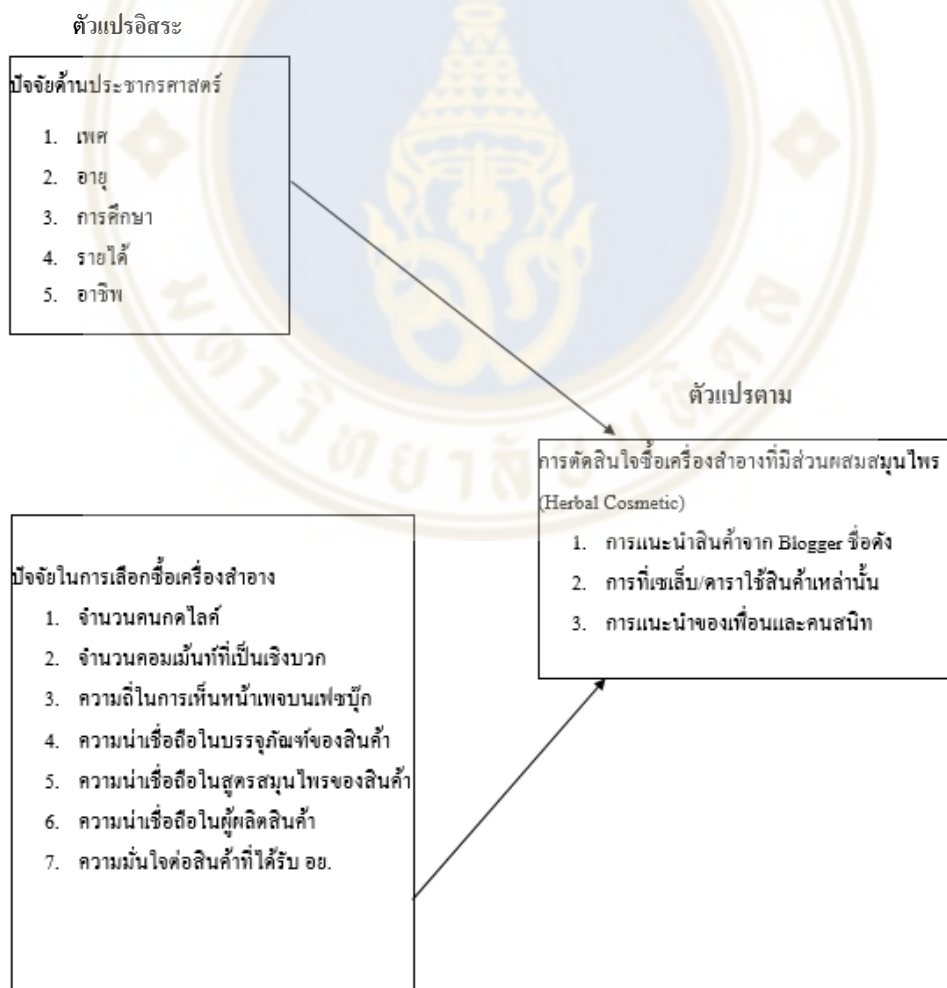 ตัวแปรอิสระ
ปัจจัยด้านประชากรศาสตร์
1. เพศ
2. อายุ
3. การศึกษา
4. รายได้
5. อาชีพ
มหาวิทยาลัยมหิดล
ตัวแปรตาม
การตัดสินใจซื้อเครื่องสำอางที่มีส่วนผสมสมุนไพร
(Herbal Cosmetic)
1. การแนะนำสินค้าจาก Blogger ชื่อดัง
2. การที่เซเล็บ/ดาราใช้สินค้าเหล่านั้น
3. การแนะนำของเพื่อนและคนสนิท
ปัจจัยในการเลือกซื้อเครื่องสำอาง
1. จำนวนคนกดไลค์
2. จำนวนคอมเม้นท์ที่เป็นเชิงบวก
3. ความถี่ในการเห็นหน้าเพจบนเฟซบุ๊ก
4. ความน่าเชื่อถือในบรรจุภัณฑ์ของสินค้า
5. ความน่าเชื่อถือในสูตรสมุนไพรของสินค้า
6. ความน่าเชื่อถือในผู้ผลิตสินค้า
7. ความมั่นใจต่อสินค้าที่ได้รับ อย.